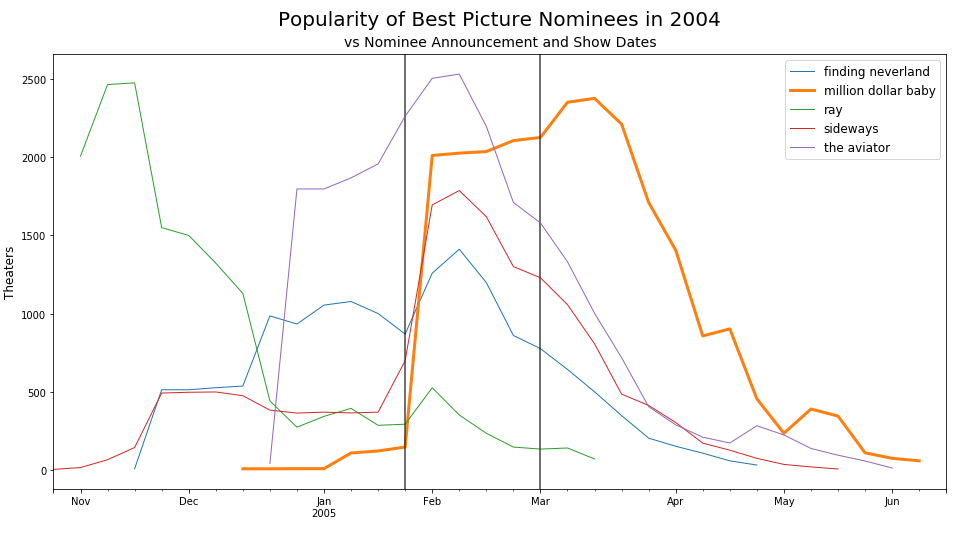 Popularity of Best Picture Nominees in 2004
vs Nominee Announcement and Show Dates
finding neverland
million dollar baby
ray
sideways
the aviator
Theaters
2500
2000
1500
1000
500
0
Nov
Dec
Jan
2005
Feb
Mar
Apr
May
Jun